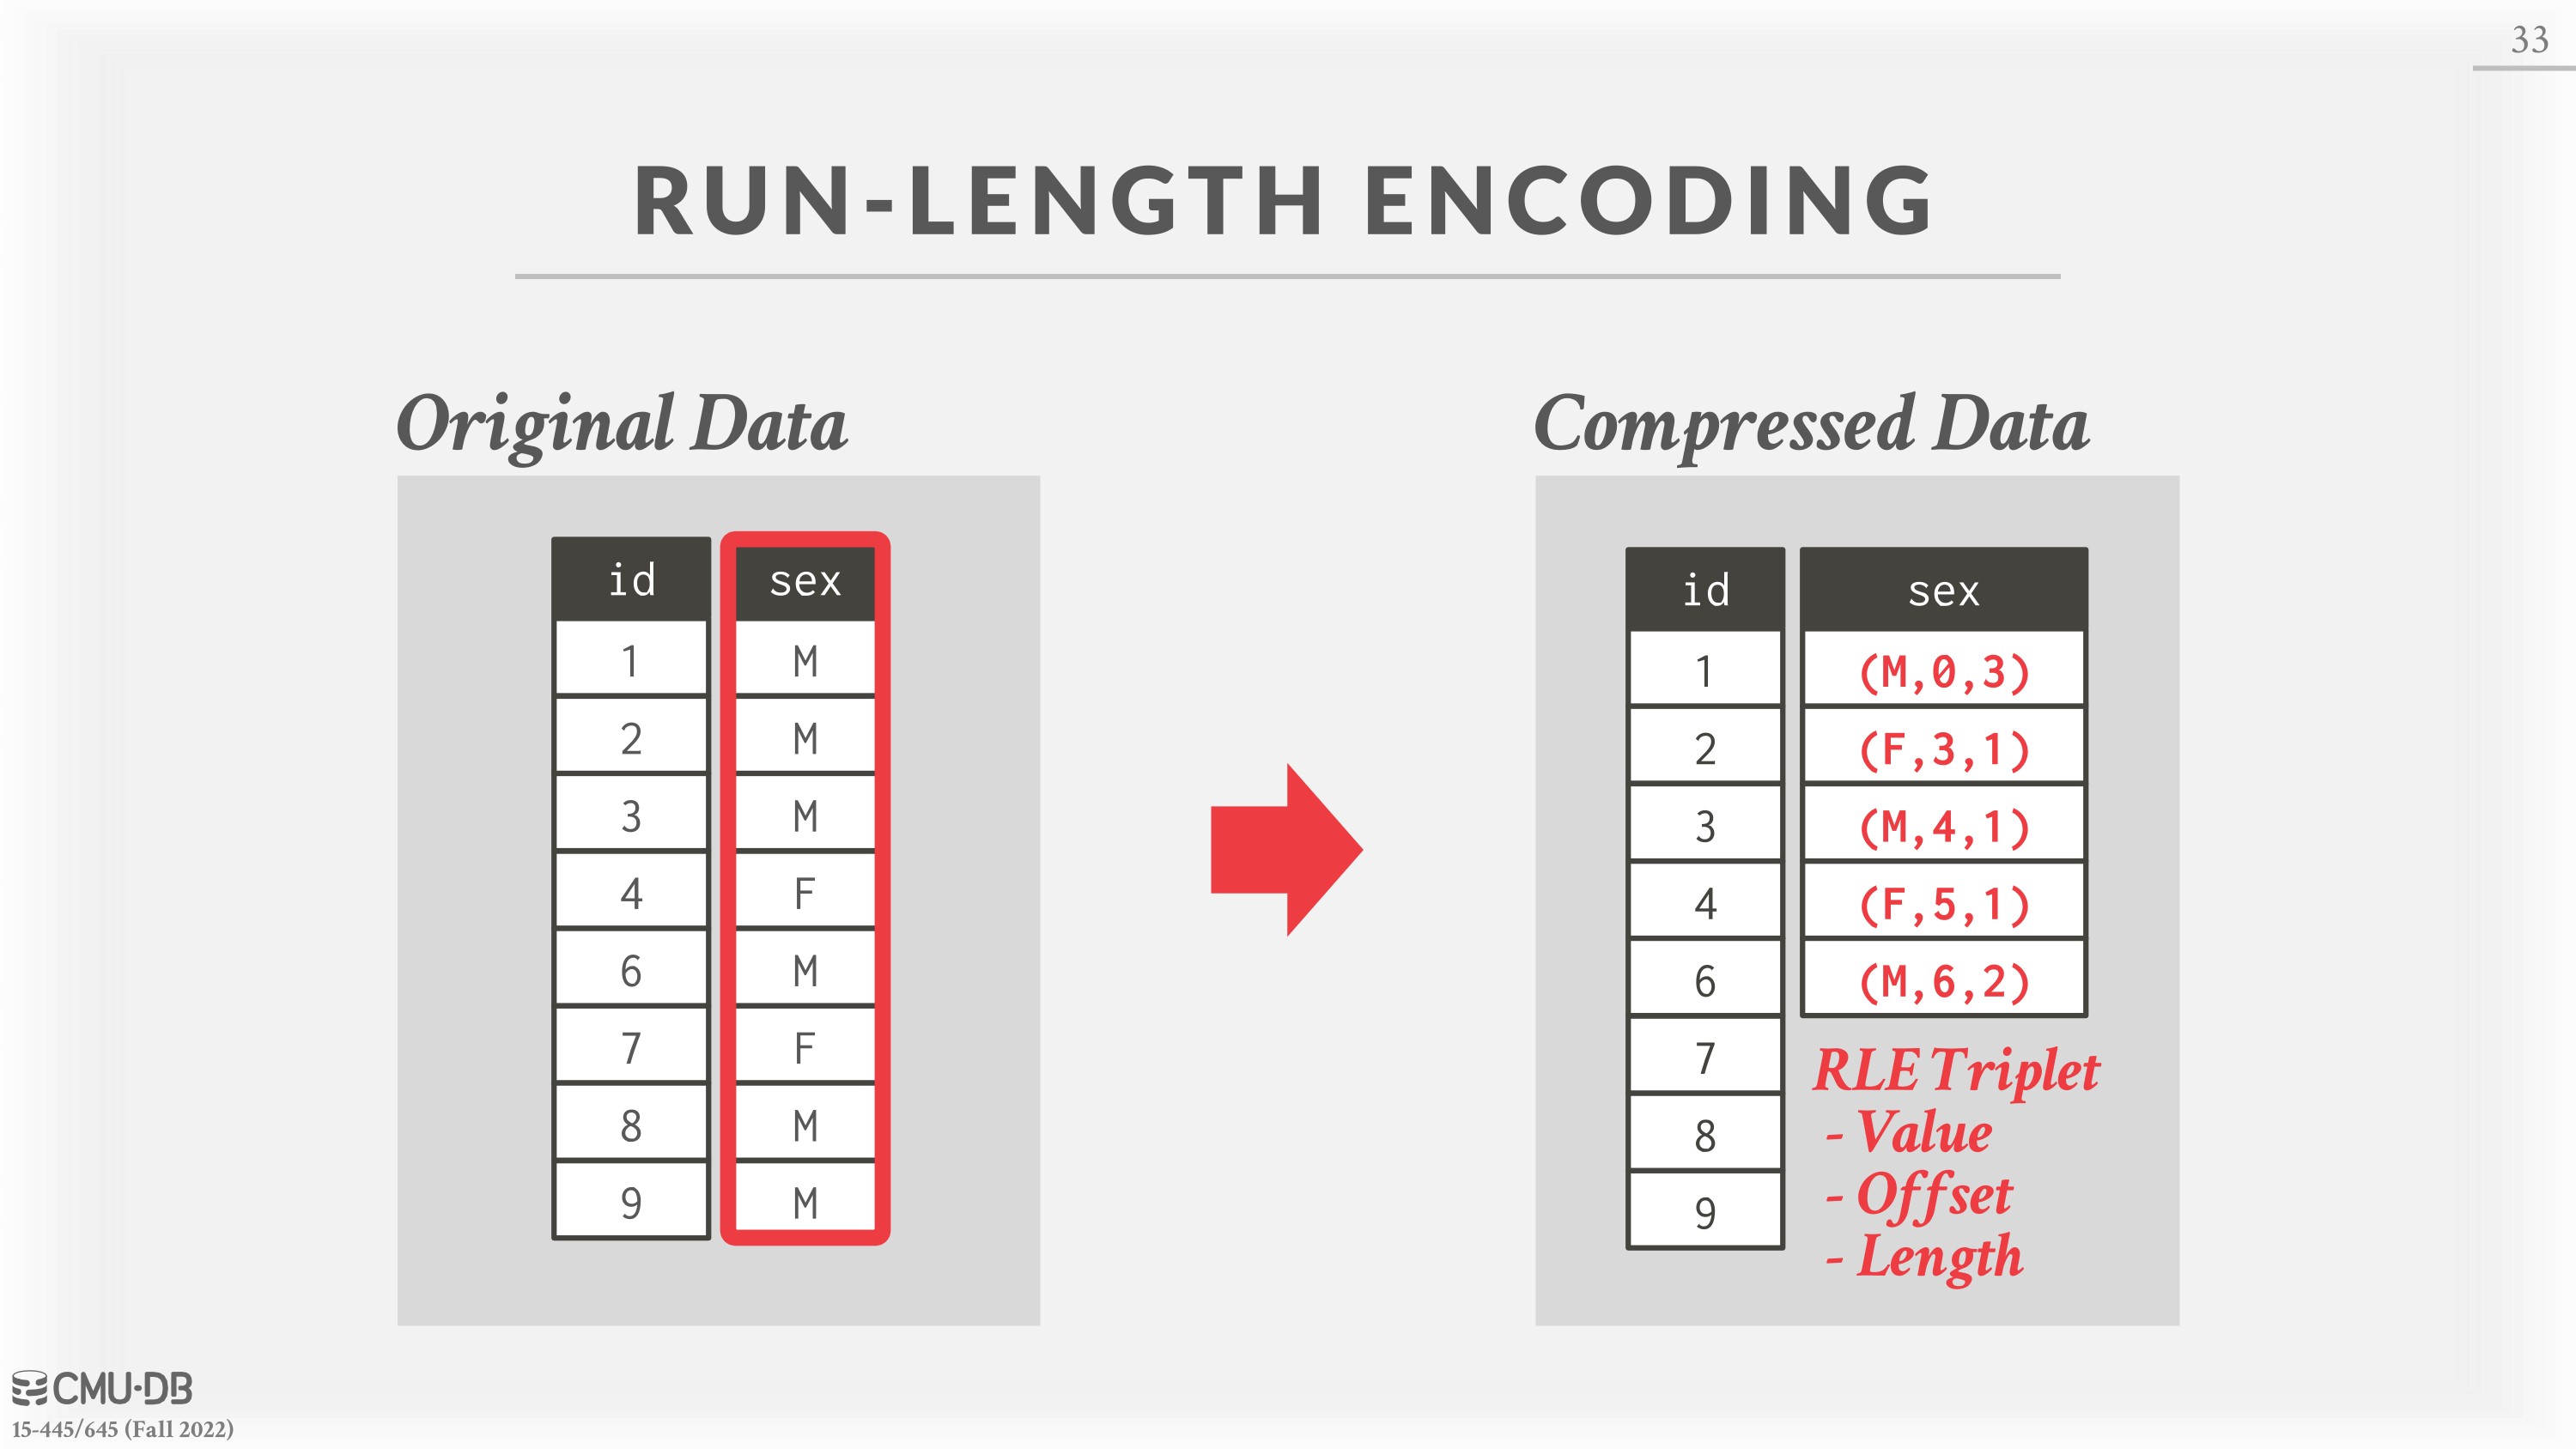 33
RUN-LENGTH ENCODING
Original Data
id sex
1 M
2 M
3 M
4 F
6 M
7 F
8 M
9 M
Compressed Data
id sex
1 (M,0,3)
2 (F,3,1)
3 (M,4,1)
4 (F,5,1)
6 (M,6,2)
7
8
9
RLE Triplet
- Value
- Offset
- Length
CMU·DB
15-445/645 (Fall 2022)